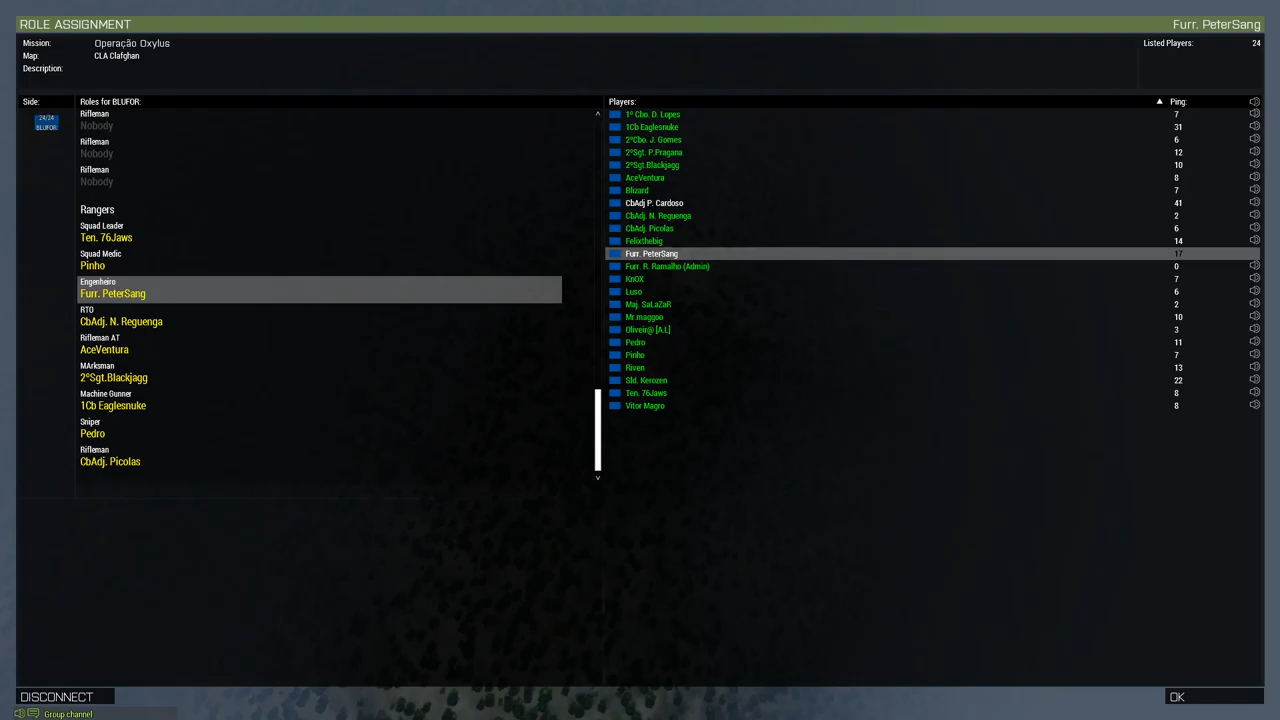 ROLE ASSIGNMENT
Furr. PeterSang
Mission: Operação Oxylus
Map: CLA Clafghan
Description:
Listed Players: 24
Side:
24/24
BLUFOR
Roles for BLUFOR:
Rifleman
Nobody
Rifleman
Nobody
Rifleman
Nobody
Rangers
Squad Leader
Ten. 76Jaws
Squad Medic
Pinho
Engenheiro
Furr. PeterSang
RTO
CbAdj. N. Reguenga
Rifleman AT
AceVentura
MArksman
2ºSgt.Blackjagg
Machine Gunner
1Cb Eaglesnuke
Sniper
Pedro
Rifleman
CbAdj. Picolas
Players: Ping:
1º Cbo. D. Lopes 7
1Cb Eaglesnuke 31
2ºCbo. J. Gomes 6
2ºSgt. P.Pragana 12
2ºSgt.Blackjagg 10
AceVentura 8
Blizard 7
CbAdj P. Cardoso 41
CbAdj. N. Reguenga 2
CbAdj. Picolas 6
Felixthebig 14
Furr. PeterSang 17
Furr. R. Ramalho (Admin) 0
KnOX 7
Luso 6
Maj. SaLaZaR 2
Mr.maggoo 10
Oliveir@ [A.L] 3
Pedro 11
Pinho 7
Riven 13
Sld. Kerozen 22
Ten. 76Jaws 8
Vitor Magro 8
DISCONNECT
OK
Group channel